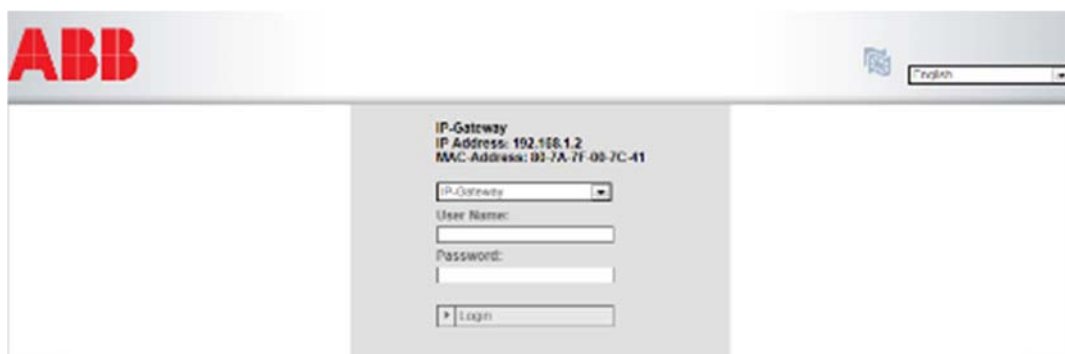 ABB
English
IP-Gateway
IP Address: 192.168.1.2
MAC-Address: 80-7A-7F-00-7C-41
IP-Gateway
User Name:
Password:
Login